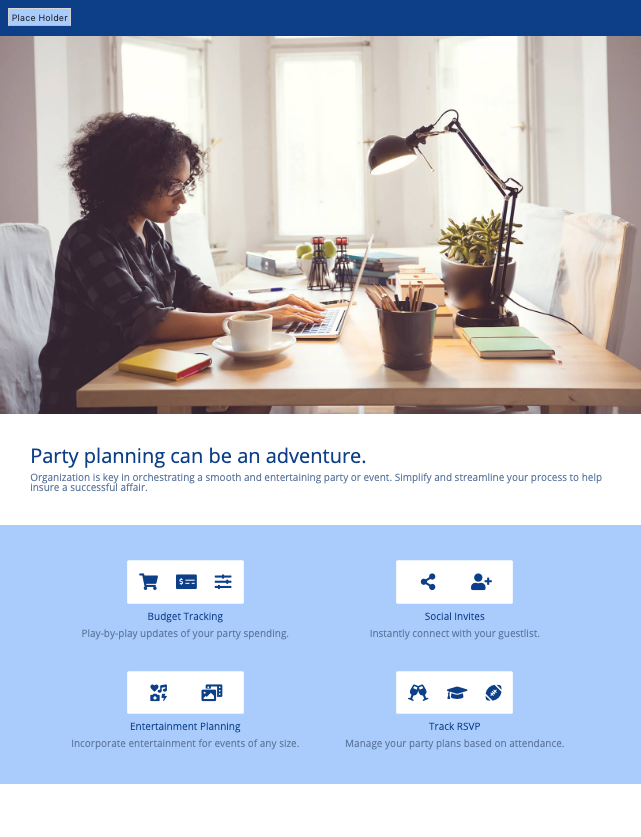 Place Holder
Party planning can be an adventure.
Organization is key in orchestrating a smooth and entertaining party or event. Simplify and streamline your process to help
insure a successful affair.
Budget Tracking
Play-by-play updates of your party spending.
Social Invites
Instantly connect with your guestlist.
Entertainment Planning
Incorporate entertainment for events of any size.
Track RSVP
Manage your party plans based on attendance.